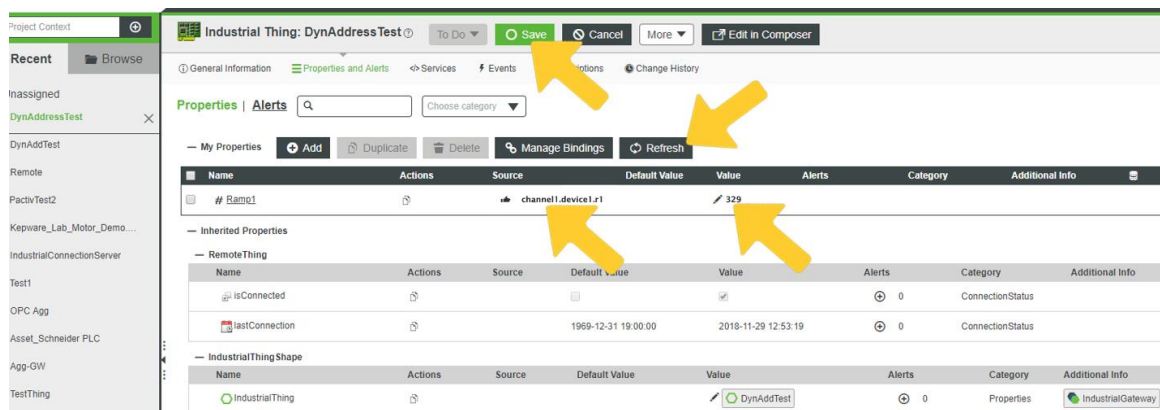 Project Context
Industrial Thing: DynAddressTest To Do Save Cancel More Edit in Composer
Recent Browse
General Information Properties and Alerts Services Events Change History
Unassigned
DynAddressTest
Properties | Alerts Choose category
DynAddTest
My Properties Add Duplicate Delete Manage Bindings Refresh
Remote
Name Actions Source Default Value Value Alerts Category Additional Info
PactivTest2
# Ramp1 channel1.device1.r1 329
Kepware_Lab_Motor_Demo....
Inherited Properties
IndustrialConnectionServer
RemoteThing
Name Actions Source Default Value Value Alerts Category Additional Info
Test1
isConnected 0 ConnectionStatus
OPC Agg
lastConnection 1969-12-31 19:00:00 2018-11-29 12:53:19 0 ConnectionStatus
Asset_Schneider PLC
IndustrialThingShape
Agg-GW
Name Actions Source Default Value Value Alerts Category Additional Info
TestThing
IndustrialThing DynAddTest 0 Properties IndustrialGateway